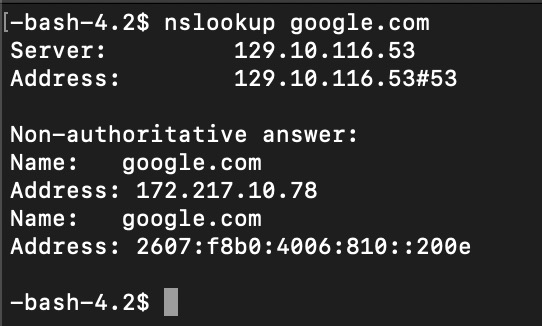 [-bash-4.2$ nslookup google.com
Server:         129.10.116.53
Address:        129.10.116.53#53

Non-authoritative answer:
Name:   google.com
Address: 172.217.10.78
Name:   google.com
Address: 2607:f8b0:4006:810::200e

-bash-4.2$